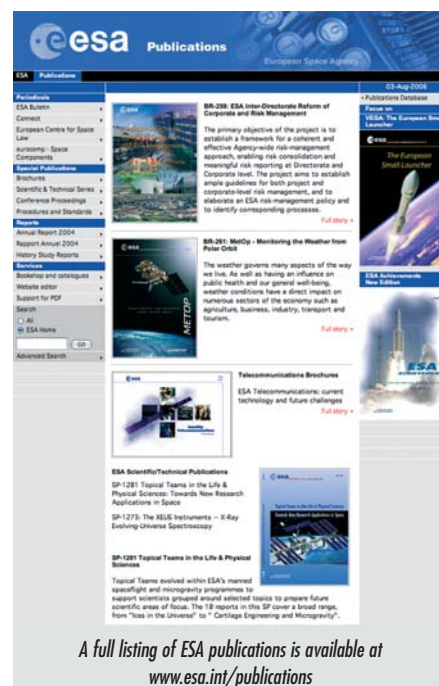 esa Publications
European Space Agency
ESA Publications
03-Aug-2006
Periodicals
ESA Bulletin
Connect
European Centre for Space
Law
eurocomp - Space
Components
Special Publications
Brochures
Scientific & Technical Series
Conference Proceedings
Procedures and Standards
Reports
Annual Report 2004
Rapport Annuel 2004
History Study Reports
Services
Bookshop and catalogues
Website editor
Support for PDF
Search
All
ESA Home
GO
Advanced Search
BR-259: ESA Inter-Directorate Reform of
Corporate and Risk Management
The primary objective of the project is to
establish a framework for a coherent and
effective Agency-wide risk-management
approach, enabling risk consolidation and
meaningful risk reporting at Directorate and
Corporate level. The project aims to establish
ample guidelines for both project and
corporate-level risk management, and to
elaborate an ESA risk-management policy and
to identify corresponding processes.
Full story
BR-261: MetOp - Monitoring the Weather from
Polar Orbit
The weather governs many aspects of the way
we live. As well as having an influence on
public health and our general well-being,
weather conditions have a direct impact on
numerous sectors of the economy such as
agriculture, business, industry, transport and
tourism.
Full story
METOP
Telecommunications Brochures
ESA Telecommunications: current
technology and future challenges
Full story
ESA Scientific/Technical Publications
SP-1281 Topical Teams in the Life &
Physical Sciences: Towards New Research
Applications in Space
SP-1273: The XEUS Instruments -- X-Ray
Evolving-Universe Spectroscopy
SP-1281 Topical Teams in the Life & Physical
Sciences
Topical Teams evolved within ESA's manned
spaceflight and microgravity programmes to
support scientists grouped around selected topics to prepare future
scientific areas of focus. The 18 reports in this SP cover a broad range,
from "Ioss in the Universe" to " Cartilage Engineering and Microgravity".
Publications Database
Focus on
VEGA: The European Small
Launcher
esa
The European
Small Launcher
ESA Achievements
New Edition
ESA
A full listing of ESA publications is available at
www.esa.int/publications